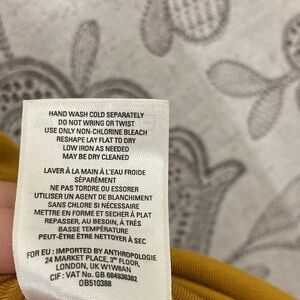 HAND WASH COLD SEPARATELY
DO NOT WRING OR TWIST
USE ONLY NON-CHLORINE BLEACH
RESHAPE LAY FLAT TO DRY
LOW IRON AS NEEDED
MAY BE DRY CLEANED
LAVER À LA MAIN À L'EAU FROIDE
SÉPARÉMENT
NE PAS TORDRE OU ESSORER
UTILISER UN AGENT DE BLANCHIMENT
SANS CHLORE SI NÉCESSAIRE
METTRE EN FORME ET SECHER À PLAT
REPASSER, AU BESOIN, À TRÈS
BASSE TEMPÉRATURE
PEUT-ÊTRE ÊTRE NETTOYER À SEC
FOR EU : IMPORTED BY ANTHROPOLOGIE
24 MARKET PLACE, 3RD FLOOR,
LONDON, UK W1W8AN
CIF : VAT No. GB 684936382
OB510388